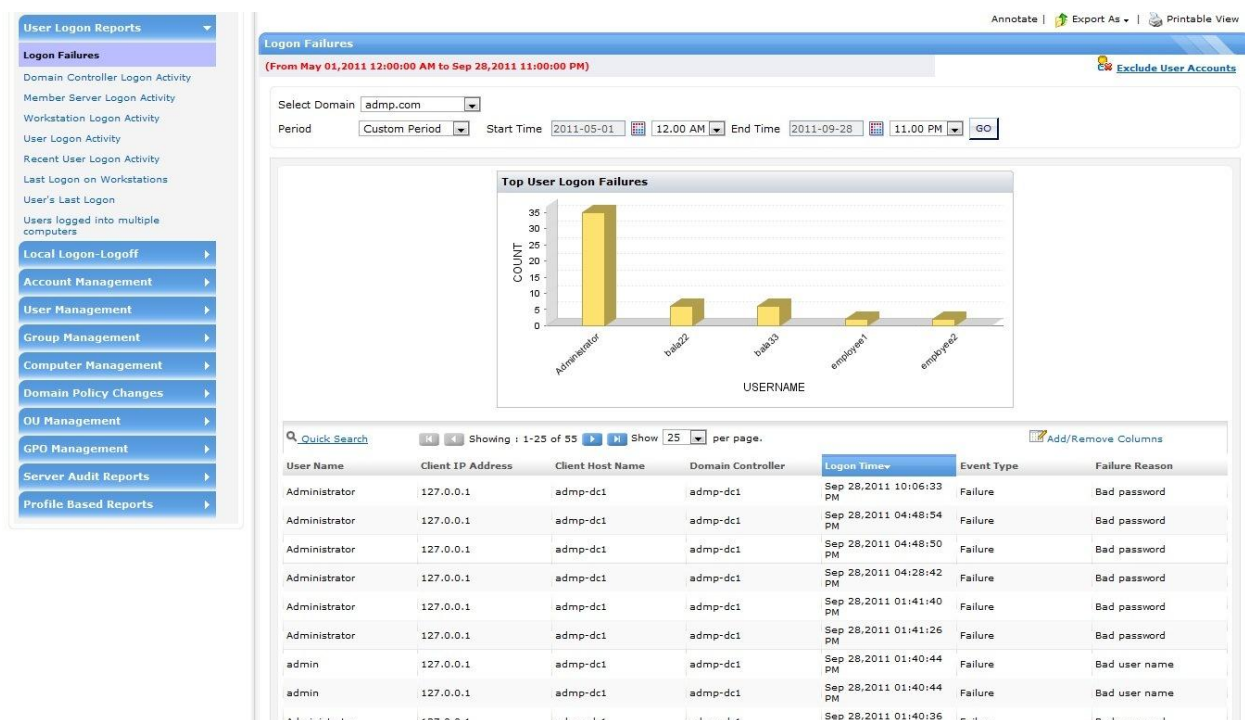 Annotate | Export As | Printable View
User Logon Reports
Logon Failures
Domain Controller Logon Activity
Member Server Logon Activity
Workstation Logon Activity
User Logon Activity
Recent User Logon Activity
Last Logon on Workstations
User's Last Logon
Users logged into multiple
computers
Local Logon-Logoff
Account Management
User Management
Group Management
Computer Management
Domain Policy Changes
OU Management
GPO Management
Server Audit Reports
Profile Based Reports
Logon Failures
(From May 01,2011 12:00:00 AM to Sep 28,2011 11:00:00 PM)
Exclude User Accounts
Select Domain admp.com
Period Custom Period Start Time 2011-05-01 12.00 AM End Time 2011-09-28 11.00 PM GO
Top User Logon Failures
35
30
25
20
15
10
5
0
COUNT
Administrator
bala22
bala33
employee1
employee2
USERNAME
Quick Search Showing : 1-25 of 55 Show 25 per page. Add/Remove Columns
User Name Client IP Address Client Host Name Domain Controller Logon Time Event Type Failure Reason
Administrator 127.0.0.1 admp-dc1 admp-dc1 Sep 28,2011 10:06:33 PM Failure Bad password
Administrator 127.0.0.1 admp-dc1 admp-dc1 Sep 28,2011 04:48:54 PM Failure Bad password
Administrator 127.0.0.1 admp-dc1 admp-dc1 Sep 28,2011 04:48:50 PM Failure Bad password
Administrator 127.0.0.1 admp-dc1 admp-dc1 Sep 28,2011 04:28:42 PM Failure Bad password
Administrator 127.0.0.1 admp-dc1 admp-dc1 Sep 28,2011 01:41:40 PM Failure Bad password
Administrator 127.0.0.1 admp-dc1 admp-dc1 Sep 28,2011 01:41:26 PM Failure Bad password
admin 127.0.0.1 admp-dc1 admp-dc1 Sep 28,2011 01:40:44 PM Failure Bad user name
admin 127.0.0.1 admp-dc1 admp-dc1 Sep 28,2011 01:40:44 PM Failure Bad user name
Sep 28,2011 01:40:36